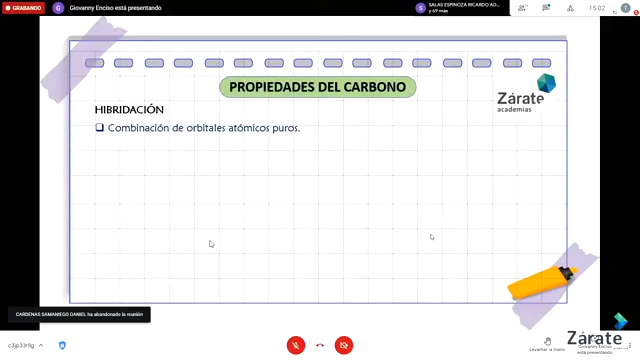 GRABANDO
G Giovanny Enciso está presentando
S SALAS ESPINOZA RICARDO AD...
y 69 más
15:02
T
PROPIEDADES DEL CARBONO
Zárate
academias
HIBRIDACIÓN
Combinación de orbitales atómicos puros.
CARDENAS SAMANIEGO DANIEL ha abandonado la reunión
c3jp33rlig
Levantar la mano
Giovanny Enciso
está presentando
Zárate